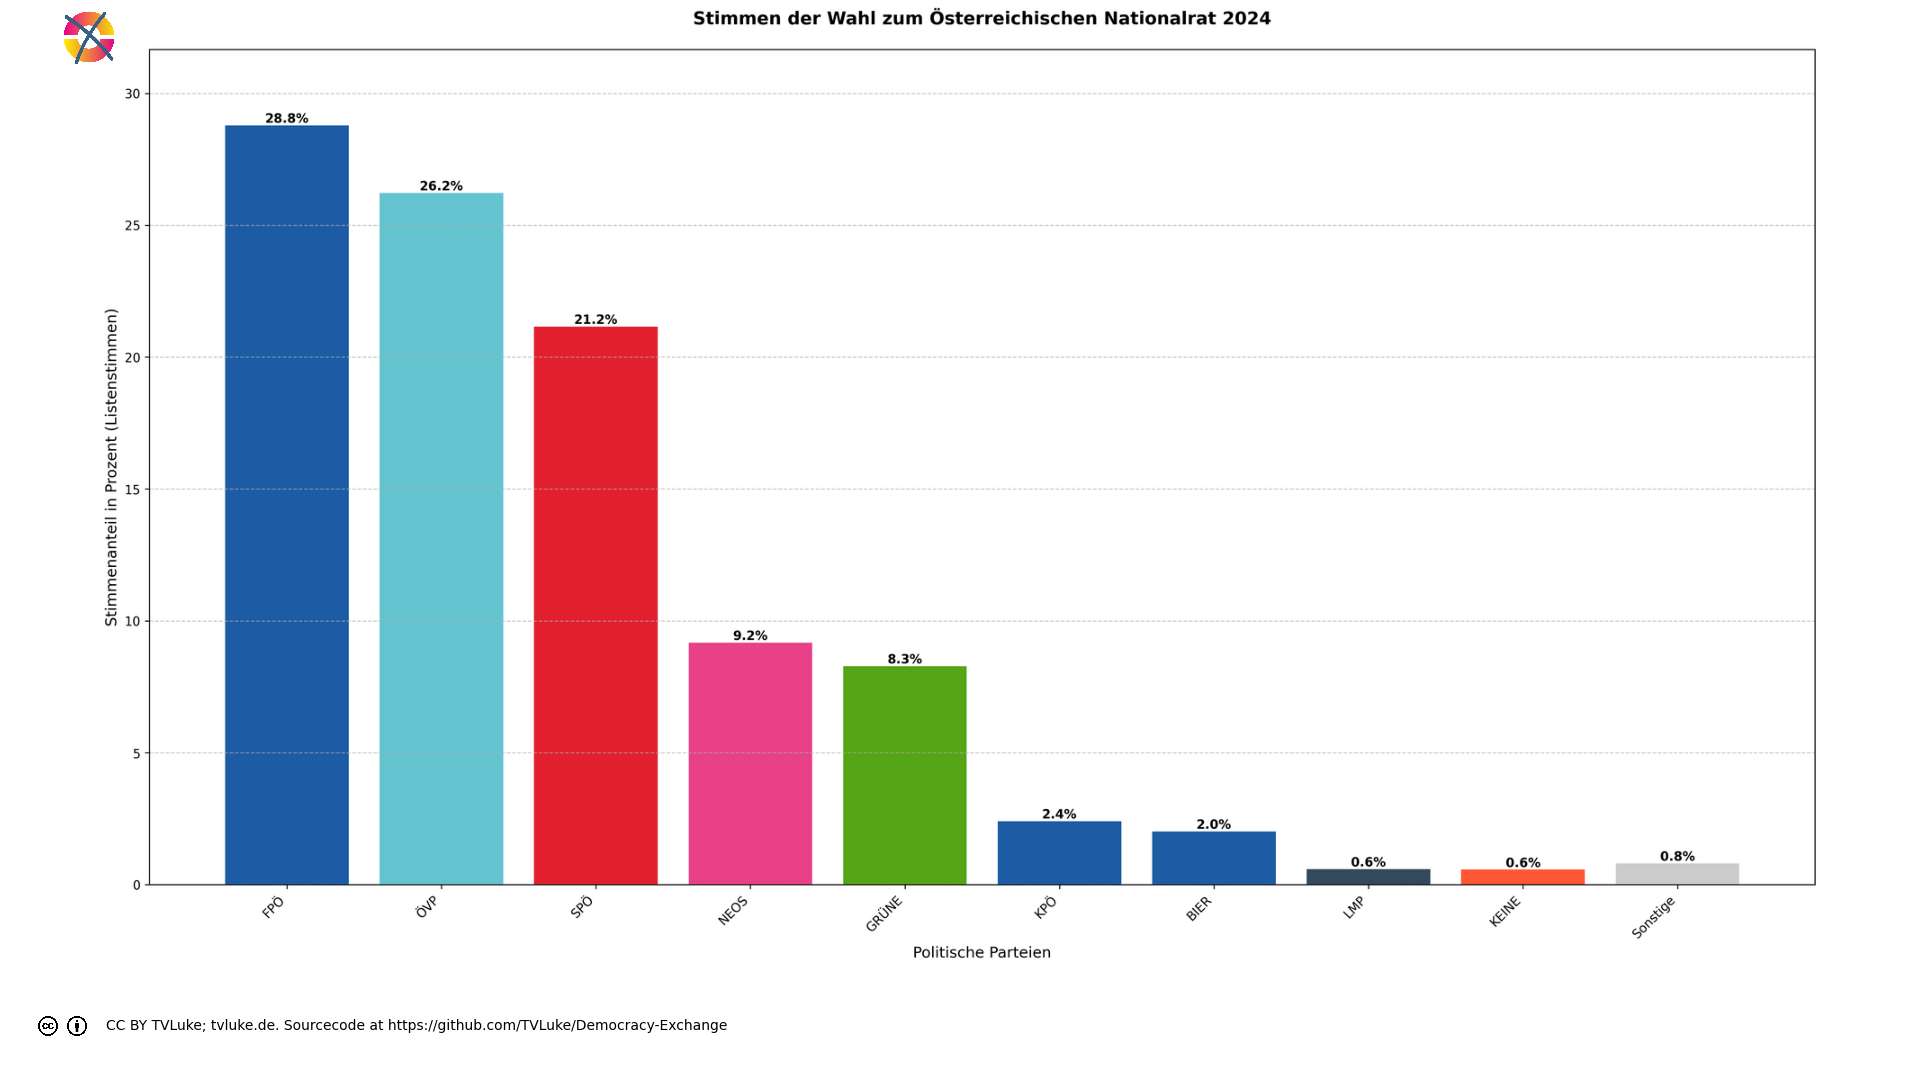 Stimmen der Wahl zum Österreichischen Nationalrat 2024
Stimmenanteil in Prozent (Listenstimmen)
30
25
20
15
10
5
0
28.8%
26.2%
21.2%
9.2%
8.3%
2.4%
2.0%
0.6%
0.6%
0.8%
FPÖ
ÖVP
SPÖ
NEOS
GRÜNE
KPÖ
BIER
LMP
KEINE
Sonstige
Politische Parteien
cc
CC BY TVLuke; tvluke.de. Sourcecode at https://github.com/TVLuke/Democracy-Exchange